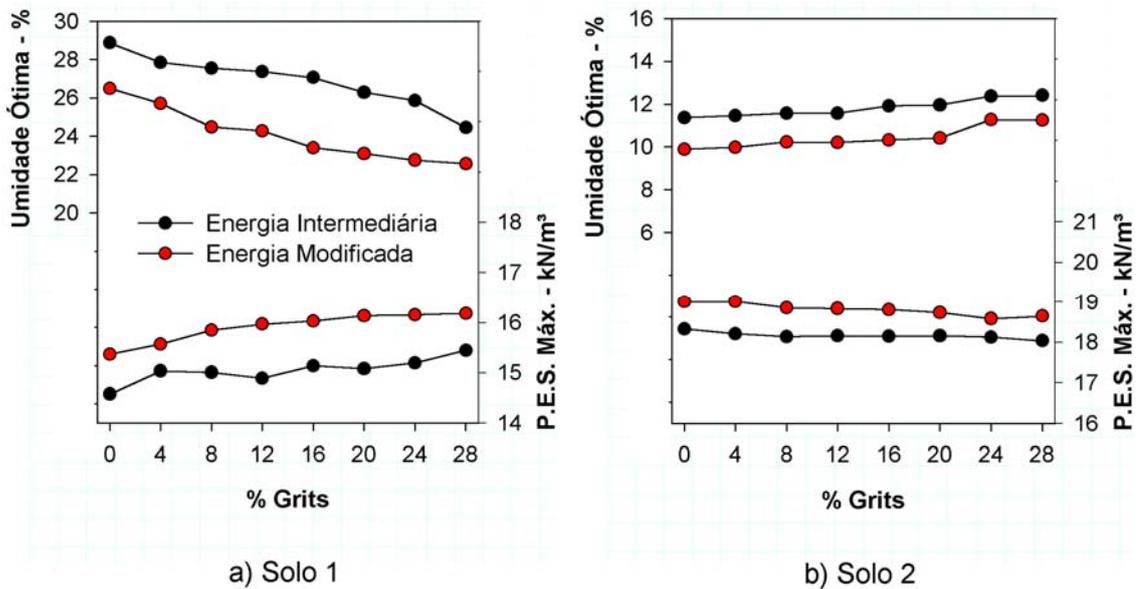 Umidade Ótima - %
30
28
26
24
22
20
Energia Intermediária
Energia Modificada
18
17
16
15
14
P.E.S. Máx. - kN/m³
0 4 8 12 16 20 24 28
% Grits
a) Solo 1
Umidade Ótima - %
16
14
12
10
8
6
21
20
19
18
17
16
P.E.S. Máx. - kN/m³
0 4 8 12 16 20 24 28
% Grits
b) Solo 2